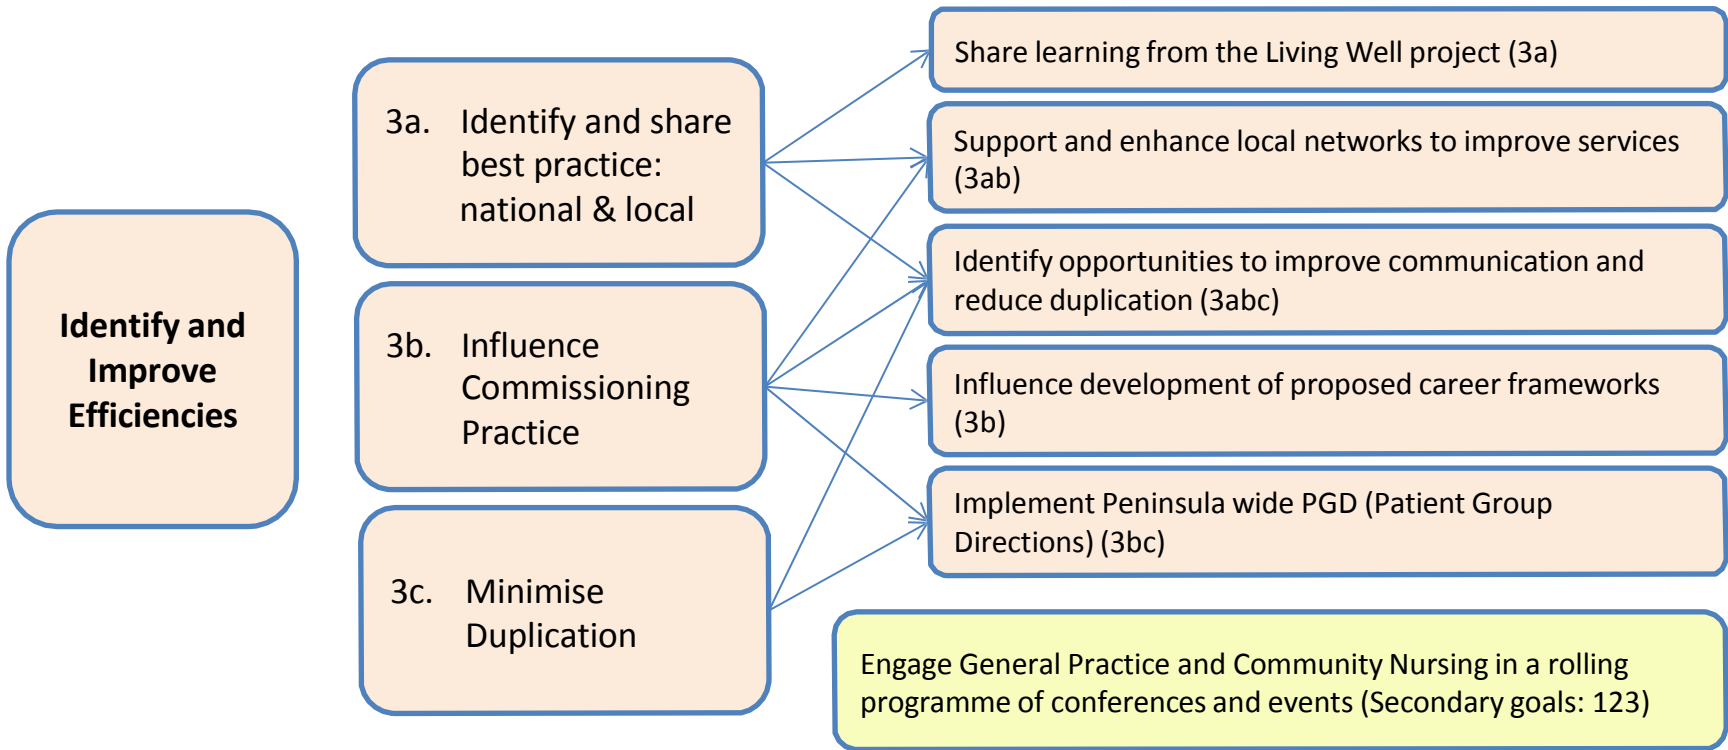 Identify and
Improve
Efficiencies
3a. Identify and share
best practice:
national & local
3b. Influence
Commissioning
Practice
3c. Minimise
Duplication
Share learning from the Living Well project (3a)
Support and enhance local networks to improve services
(3ab)
Identify opportunities to improve communication and
reduce duplication (3abc)
Influence development of proposed career frameworks
(3b)
Implement Peninsula wide PGD (Patient Group
Directions) (3bc)
Engage General Practice and Community Nursing in a rolling
programme of conferences and events (Secondary goals: 123)